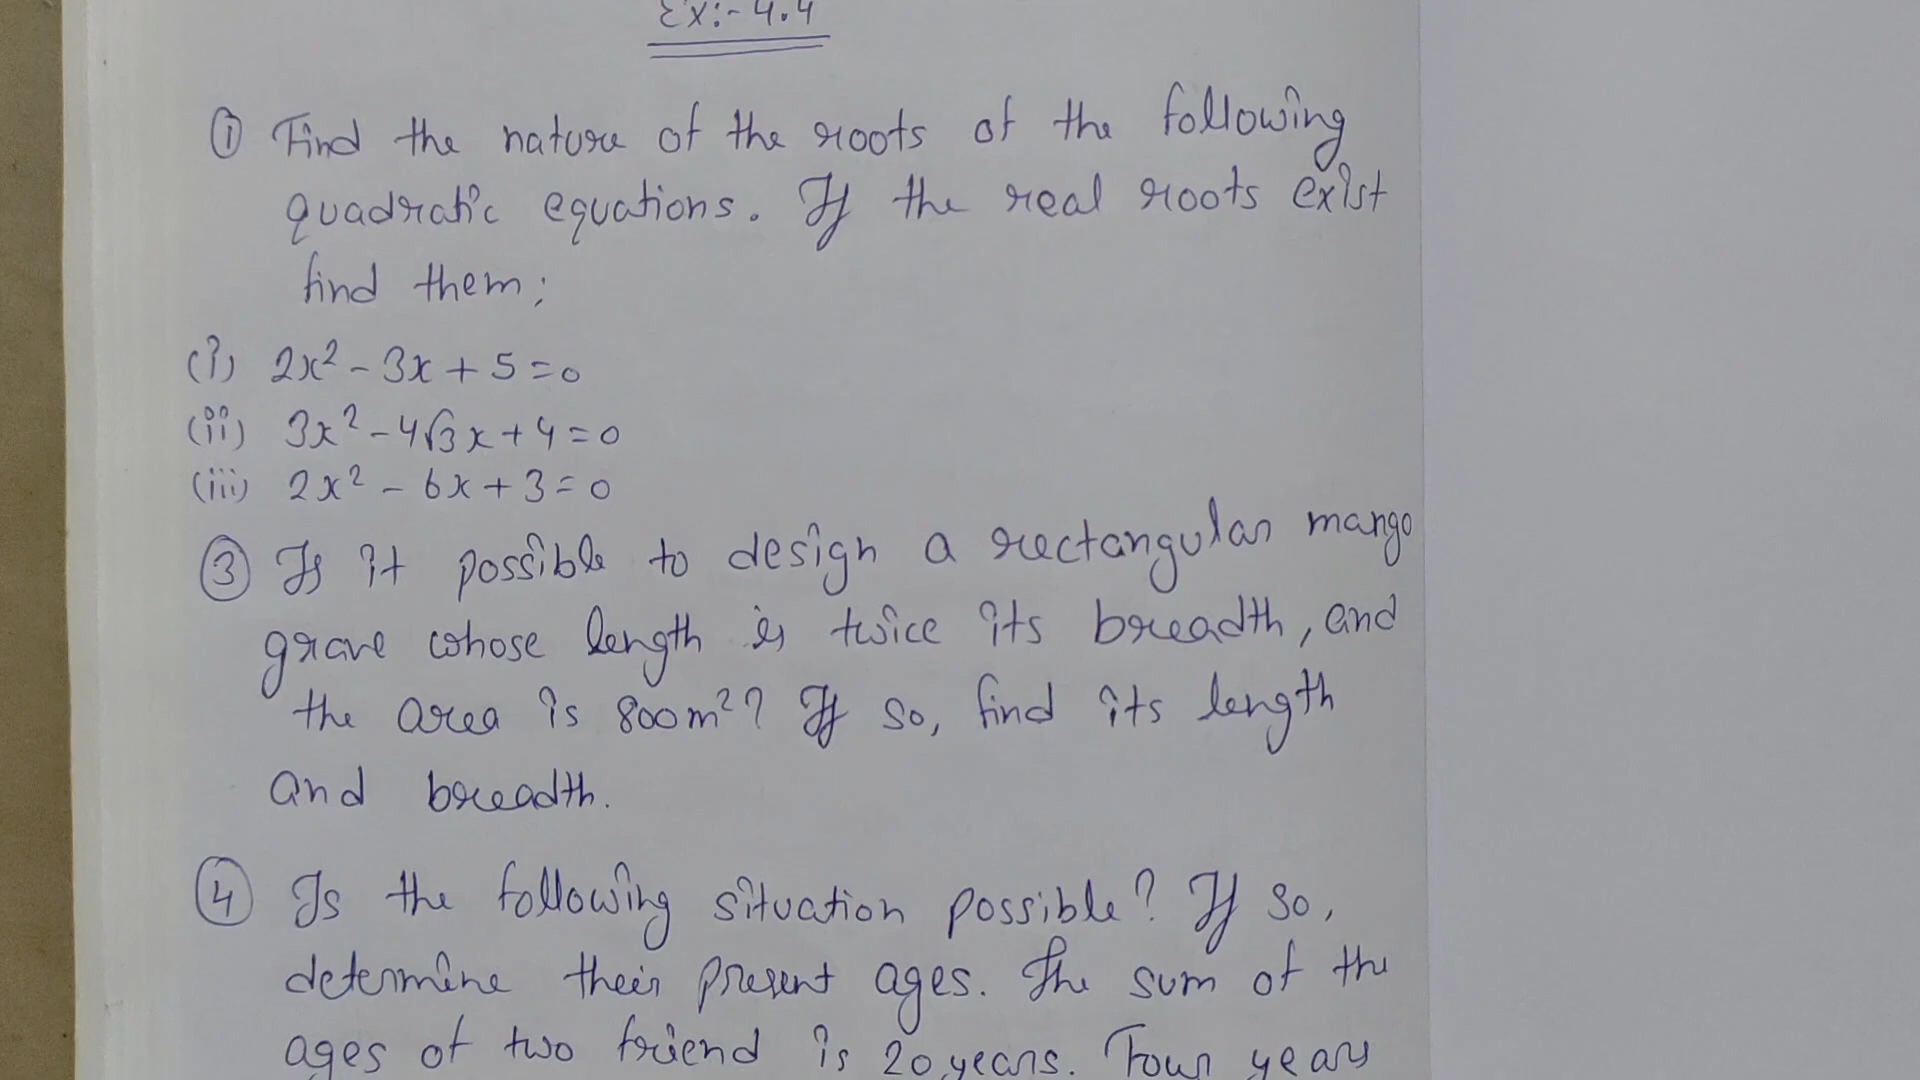 Ex:- 4.4
① Find the nature of the roots of the following
quadratic equations. If the real roots exist
find them;
(i) 2x² - 3x + 5 = 0
(ii) 3x² - 4√3x + 4 = 0
(iii) 2x² - 6x + 3 = 0
③ Is it possible to design a rectangular mango
grave whose length is twice its breadth, and
the area is 800m²? If so, find its length
and breadth.
④ Is the following situation possible? If so,
determine their present ages. The sum of the
ages of two friend is 20 years. Four years